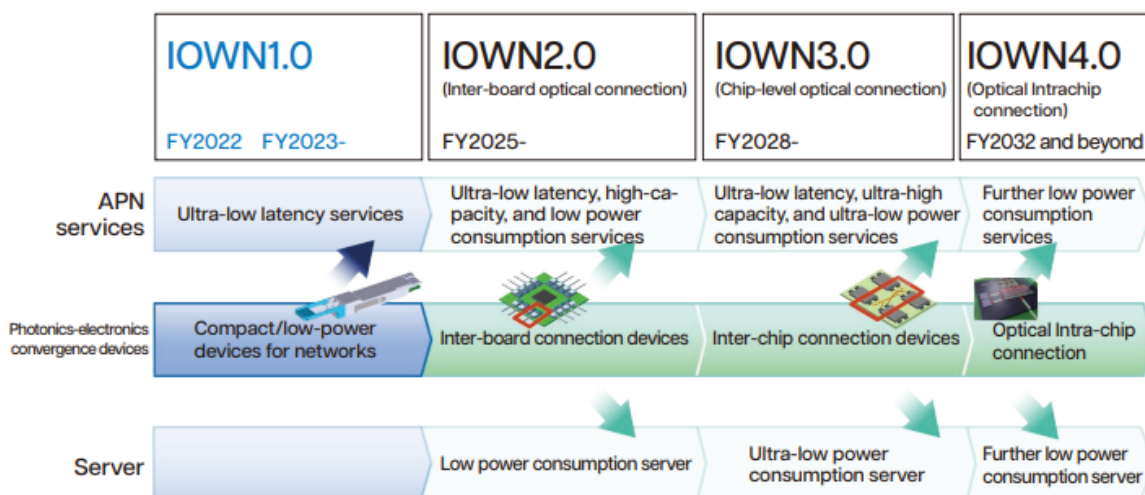 IOWN1.0
FY2022 FY2023-
IOWN2.0
(Inter-board optical connection)
FY2025-
IOWN3.0
(Chip-level optical connection)
FY2028-
IOWN4.0
(Optical Intrachip
connection)
FY2032 and beyond
APN
services
Ultra-low latency services
Ultra-low latency, high-ca-
pacity, and low power
consumption services
Ultra-low latency, ultra-high
capacity, and ultra-low power
consumption services
Further low power
consumption
services
Photonics-electronics
convergence devices
Compact/low-power
devices for networks
Inter-board connection devices
Inter-chip connection devices
Optical Intra-chip
connection
Server
Low power consumption server
Ultra-low power
consumption server
Further low power
consumption server